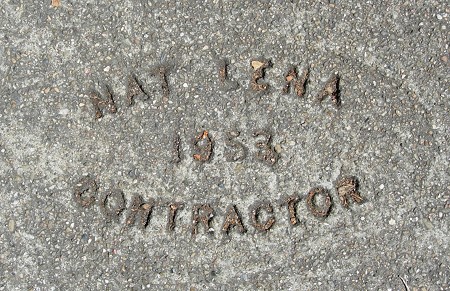 NAT LENA
1953
CONTRACTOR